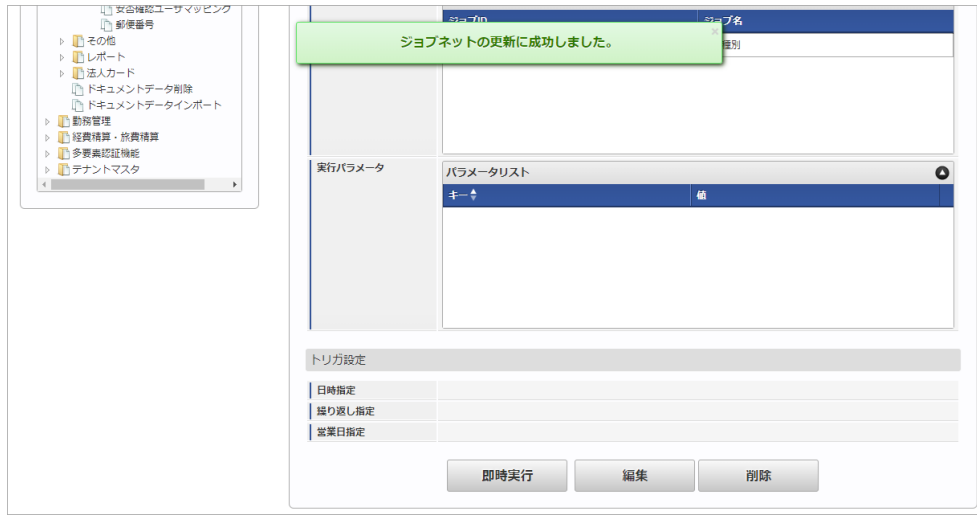 安否確認ユーザマッピング
郵便番号
その他
レポート
法人カード
ドキュメントデータ削除
ドキュメントデータインポート
勤務管理
経費精算・旅費精算
多要素認証機能
テナントマスタ
ジョブID
ジョブ名
ジョブネットの更新に成功しました。
×
種別
実行パラメータ
パラメータリスト
キー
値
トリガ設定
日時指定
繰り返し指定
営業日指定
即時実行
編集
削除